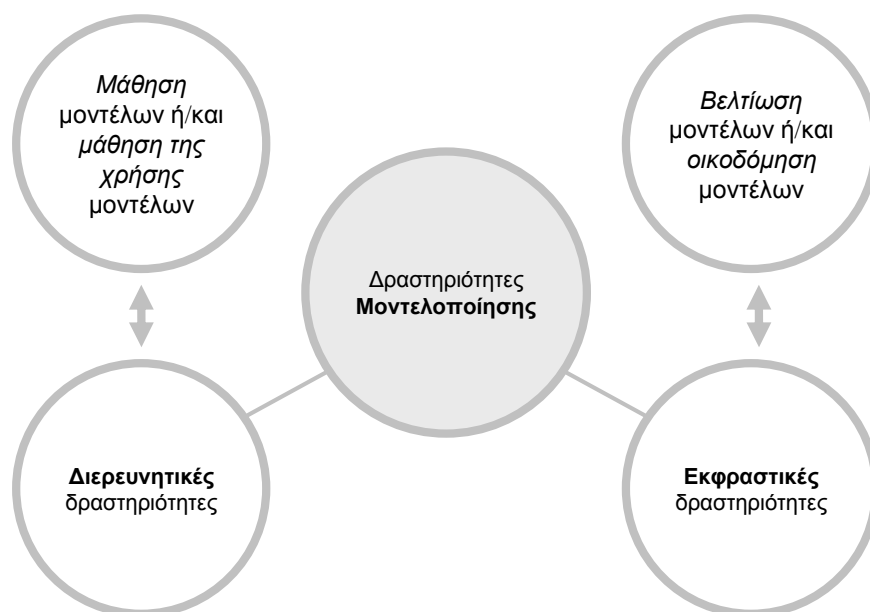 Μάθηση
μοντέλων ή/και
μάθηση της
χρήσης
μοντέλων
Βελτίωση
μοντέλων ή/και
οικοδόμηση
μοντέλων
Δραστηριότητες
Μοντελοποίησης
Διερευνητικές
δραστηριότητες
Εκφραστικές
δραστηριότητες